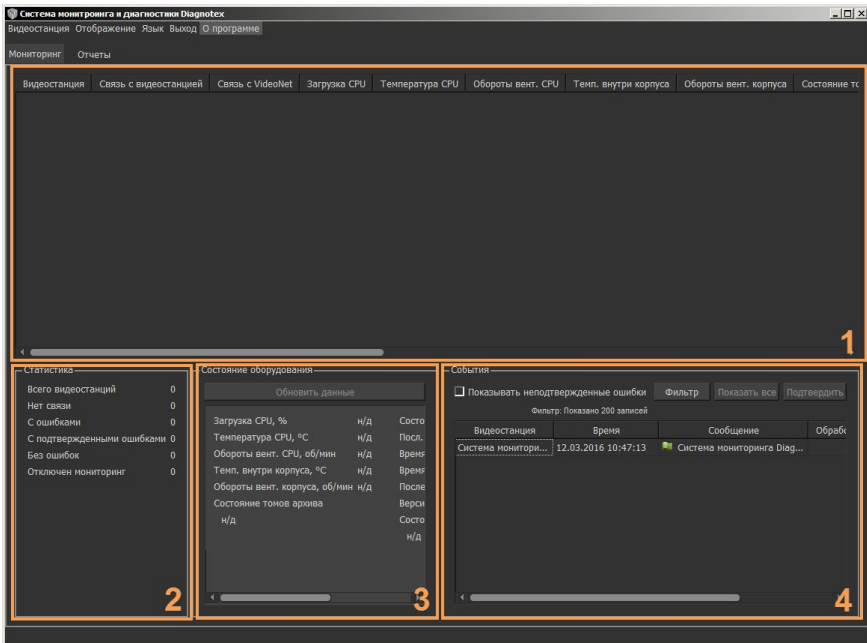 Система монитроинга и диагностики Diagnotex
Видеостанция Отображение Язык Выход О программе
Мониторинг Отчеты
Видеостанция Связь с видеостанцией Связь с VideoNet Загрузка CPU Температура CPU Обороты вент. CPU Темп. внутри корпуса Обороты вент. корпуса Состояние то
1
Статистика
Всего видеостанций 0
Нет связи 0
С ошибками 0
С подтвержденными ошибками 0
Без ошибок 0
Отключен мониторинг 0
2
Состояние оборудования
Обновить данные
Загрузка CPU, % н/д Состо
Температура CPU, ºC н/д Посл.
Обороты вент. CPU, об/мин н/д Время
Темп. внутри корпуса, ºC н/д Время
Обороты вент. корпуса, об/мин н/д После
Состояние томов архива Верси
н/д Состо
н/д
3
События
Показывать неподтвержденные ошибки Фильтр Показать все Подтвердить
Фильтр: Показано 200 записей
Видеостанция Время Сообщение Обрабо
Система монитори... 12.03.2016 10:47:13 Система мониторинга Diag...
4